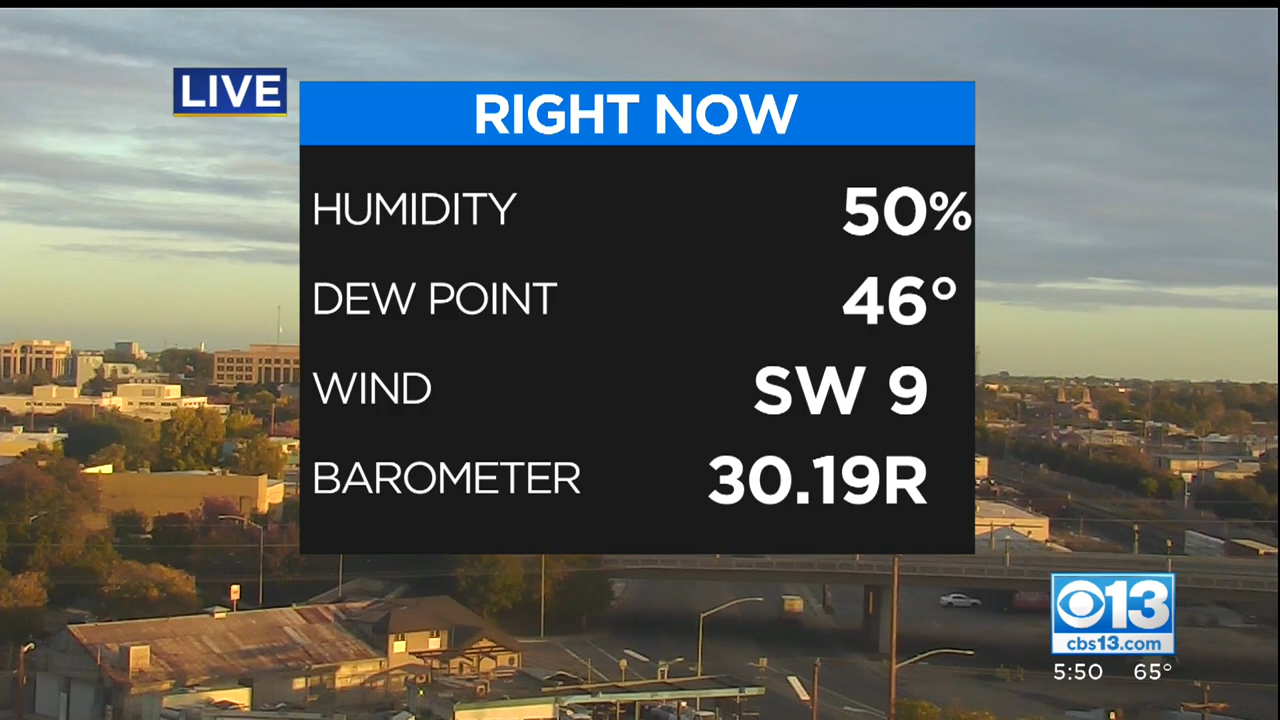 LIVE
RIGHT NOW
HUMIDITY 50%
DEW POINT 46°
WIND SW 9
BAROMETER 30.19R
13
cbs13.com
5:50 65°